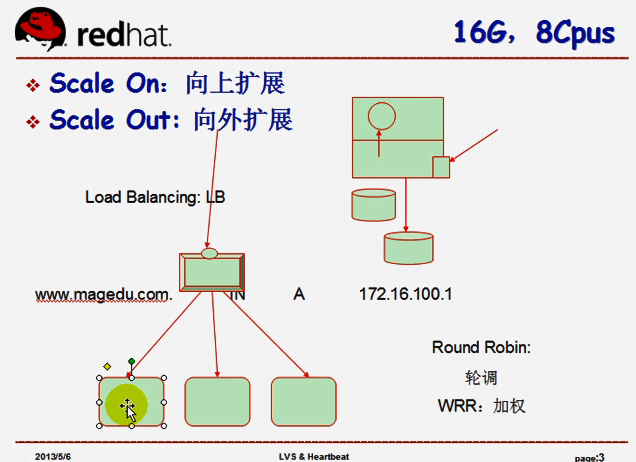 redhat.
16G，8Cpus
Scale On：向上扩展
Scale Out：向外扩展
Load Balancing: LB
www.magedu.com. IN A 172.16.100.1
Round Robin:
轮调
WRR：加权
2013/5/6 LVS & Heartbeat page:3